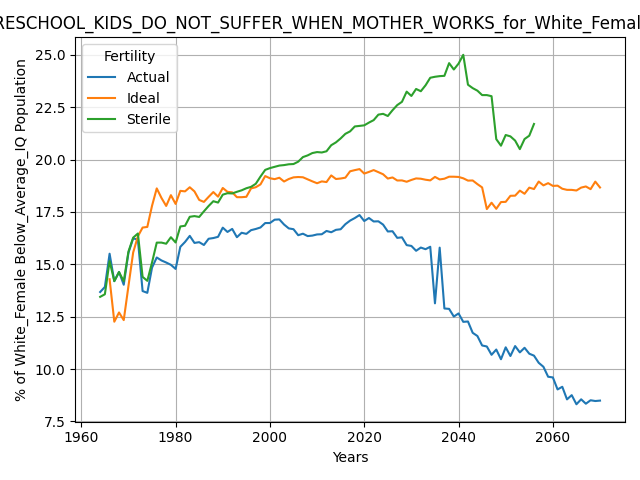 RESCHOOL_KIDS_DO_NOT_SUFFER_WHEN_MOTHER_WORKS_for_White_Femal
% of White_Female Below_Average_IQ Population
25.0
22.5
20.0
17.5
15.0
12.5
10.0
7.5
Fertility
Actual
Ideal
Sterile
1960
1980
2000
2020
2040
2060
Years